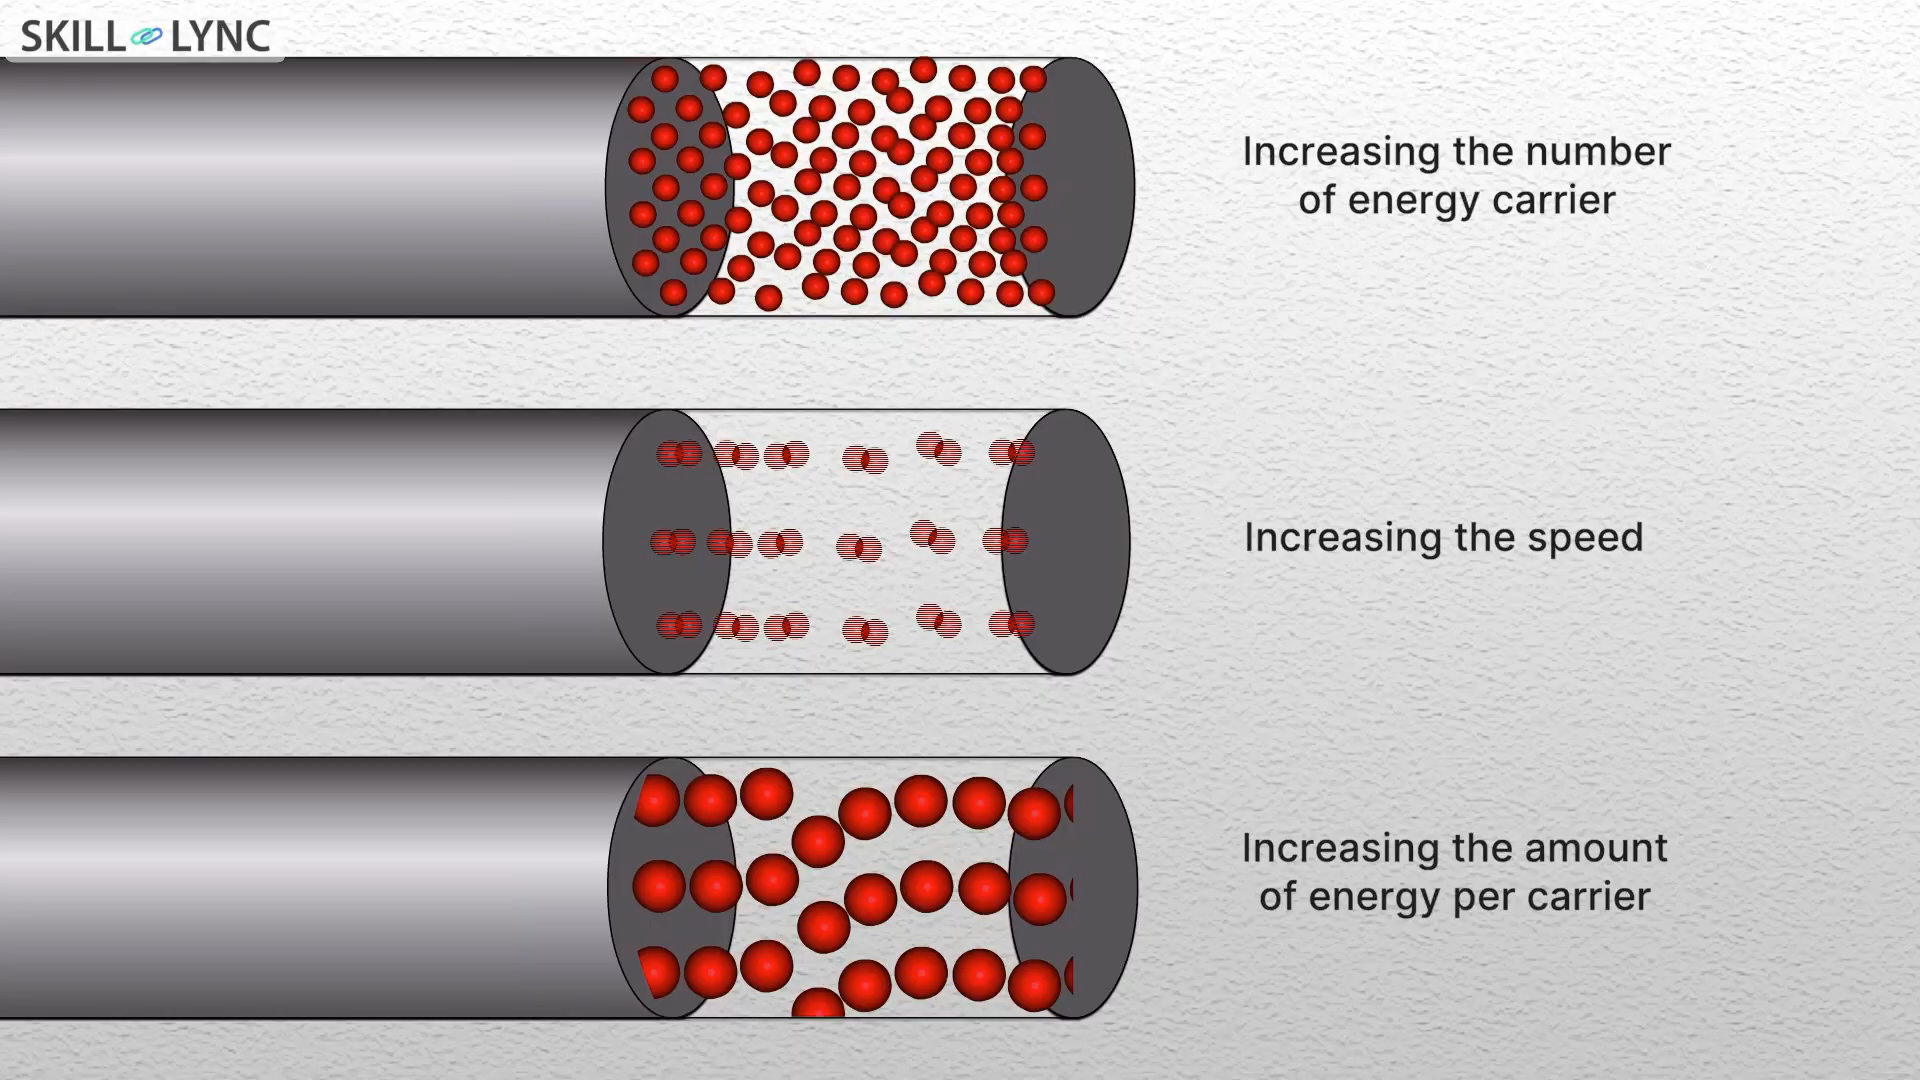 SKILL LYNC
Increasing the number
of energy carrier
Increasing the speed
Increasing the amount
of energy per carrier